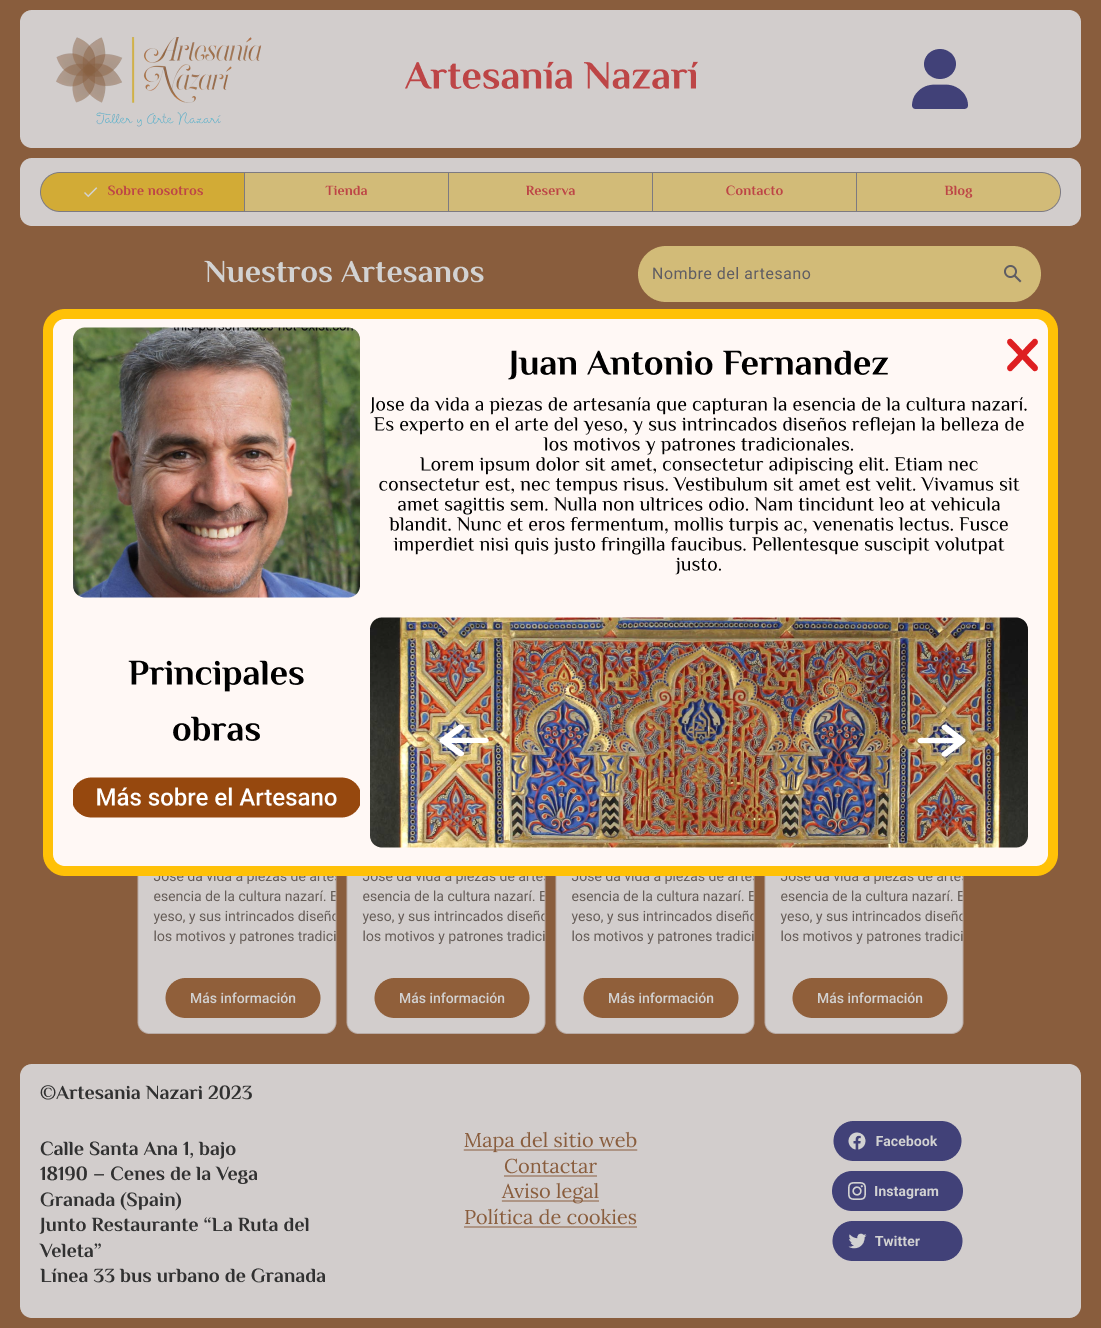 Artesanía
Nazarí
Taller y Arte Nazarí
Artesanía Nazarí
Sobre nosotros
Tienda
Reserva
Contacto
Blog
Nuestros Artesanos
Nombre del artesano
this-person-does-not-exist.com
Juan Antonio Fernandez
Jose da vida a piezas de artesanía que capturan la esencia de la cultura nazarí.
Es experto en el arte del yeso, y sus intrincados diseños reflejan la belleza de
los motivos y patrones tradicionales.
Lorem ipsum dolor sit amet, consectetur adipiscing elit. Etiam nec
consectetur est, nec tempus risus. Vestibulum sit amet est velit. Vivamus sit
amet sagittis sem. Nulla non ultrices odio. Nam tincidunt leo at vehicula
blandit. Nunc et eros fermentum, mollis turpis ac, venenatis lectus. Fusce
imperdiet nisi quis justo fringilla faucibus. Pellentesque suscipit volutpat
justo.
Principales
obras
Más sobre el Artesano
Jose da vida a piezas de arte
esencia de la cultura nazarí. E
yeso, y sus intrincados diseño
los motivos y patrones tradici
Más información
Jose da vida a piezas de arte
esencia de la cultura nazarí. E
yeso, y sus intrincados diseño
los motivos y patrones tradici
Más información
Jose da vida a piezas de arte
esencia de la cultura nazarí. E
yeso, y sus intrincados diseño
los motivos y patrones tradici
Más información
Jose da vida a piezas de arte
esencia de la cultura nazarí. E
yeso, y sus intrincados diseño
los motivos y patrones tradici
Más información
©Artesania Nazari 2023
Calle Santa Ana 1, bajo
18190 – Cenes de la Vega
Granada (Spain)
Junto Restaurante “La Ruta del
Veleta”
Línea 33 bus urbano de Granada
Mapa del sitio web
Contactar
Aviso legal
Política de cookies
Facebook
Instagram
Twitter